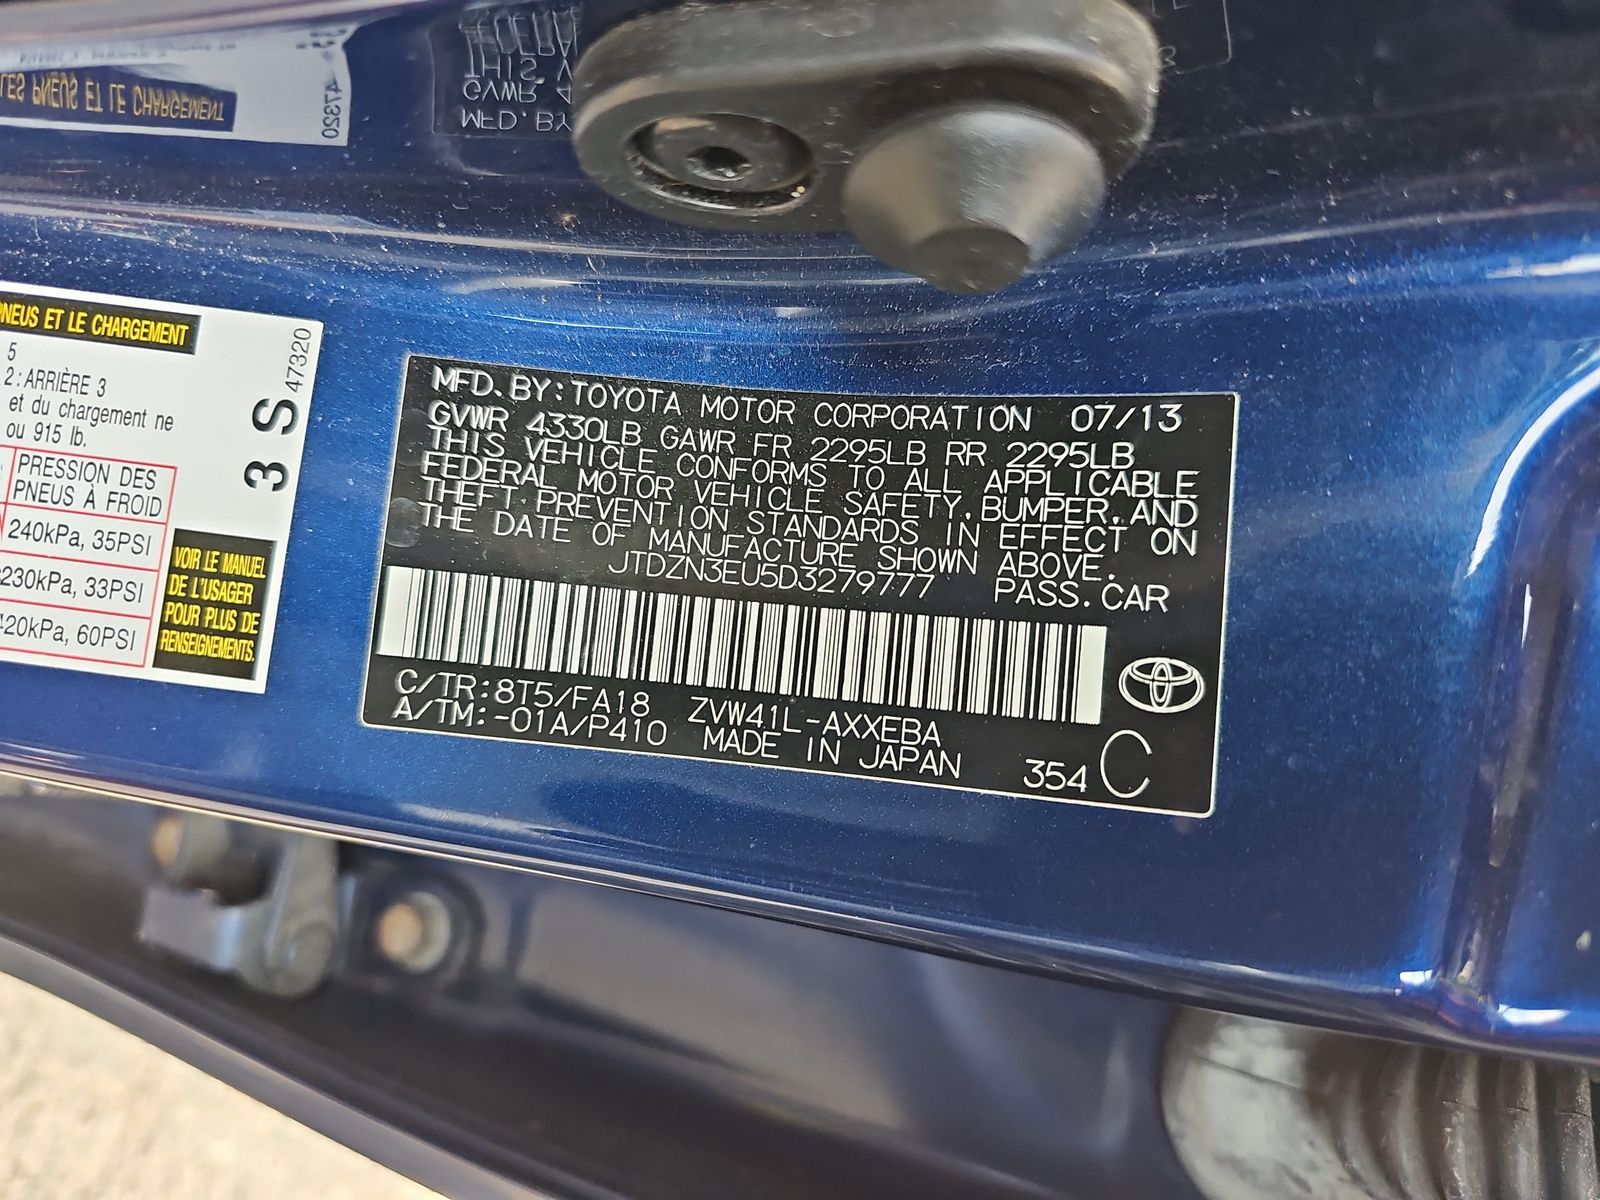 PNEUS ET LE CHARGEMENT
5
2 : ARRIÈRE 3
et du chargement ne
ou 915 lb.
PRESSION DES
PNEUS À FROID
240kPa, 35PSI
230kPa, 33PSI
420kPa, 60PSI
VOIR LE MANUEL
DE L'USAGER
POUR PLUS DE
RENSEIGNEMENTS.
3 S 47320
MFD. BY: TOYOTA MOTOR CORPORATION 07/13
GVWR 4330LB GAWR FR 2295LB RR 2295LB
THIS VEHICLE CONFORMS TO ALL APPLICABLE
FEDERAL MOTOR VEHICLE SAFETY, BUMPER, AND
THEFT PREVENTION STANDARDS IN EFFECT ON
THE DATE OF MANUFACTURE SHOWN ABOVE.
JTDZN3EU5D3279777 PASS. CAR
C/TR: 8T5/FA18 ZVW41L-AXXEBA
A/TM: -01A/P410 MADE IN JAPAN
354 C